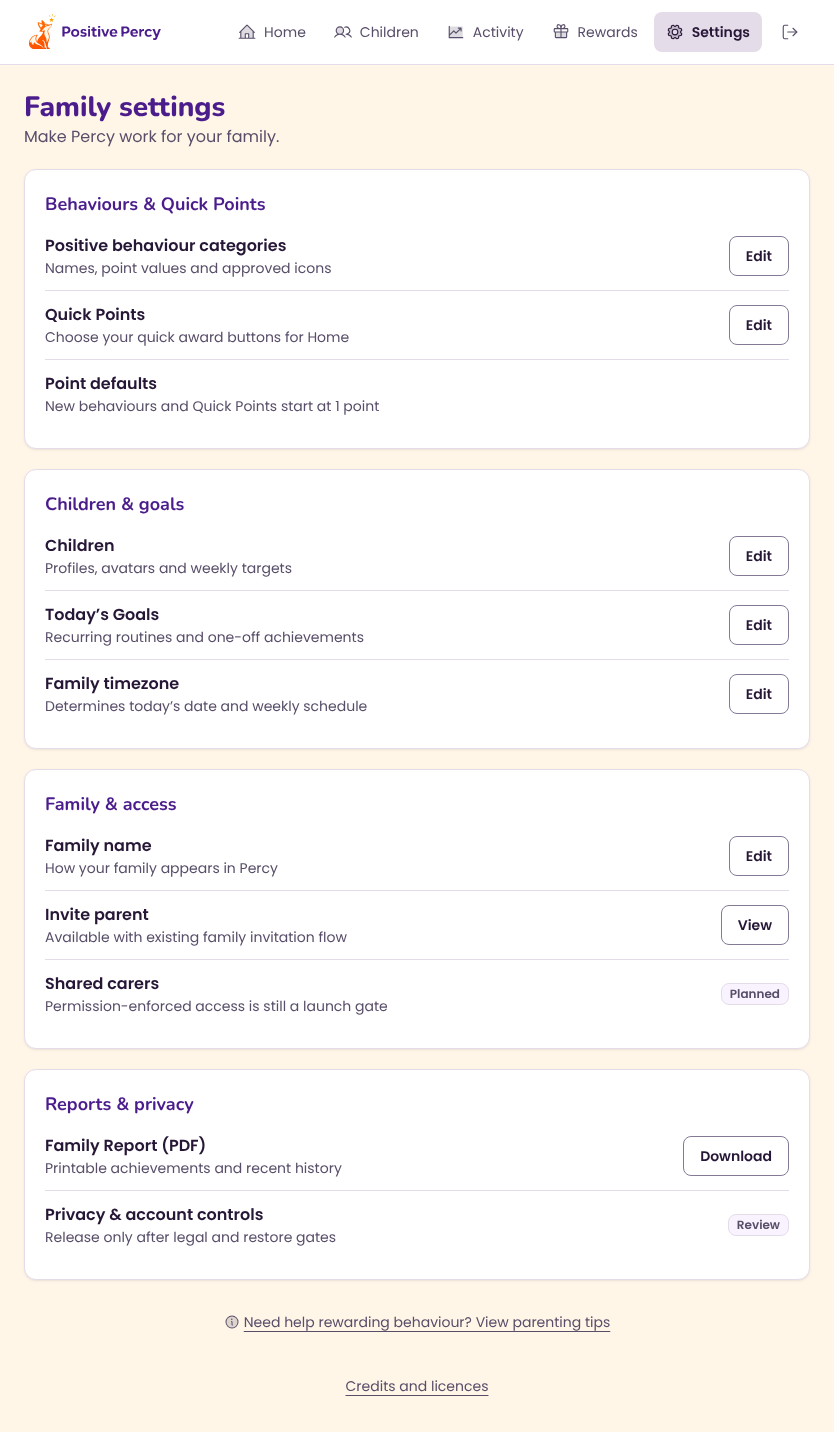 Positive Percy
Home
Children
Activity
Rewards
Settings
Family settings
Make Percy work for your family.
Behaviours & Quick Points
Positive behaviour categories
Names, point values and approved icons
Edit
Quick Points
Choose your quick award buttons for Home
Edit
Point defaults
New behaviours and Quick Points start at 1 point
Children & goals
Children
Profiles, avatars and weekly targets
Edit
Today’s Goals
Recurring routines and one-off achievements
Edit
Family timezone
Determines today’s date and weekly schedule
Edit
Family & access
Family name
How your family appears in Percy
Edit
Invite parent
Available with existing family invitation flow
View
Shared carers
Permission-enforced access is still a launch gate
Planned
Reports & privacy
Family Report (PDF)
Printable achievements and recent history
Download
Privacy & account controls
Release only after legal and restore gates
Review
Need help rewarding behaviour? View parenting tips
Credits and licences